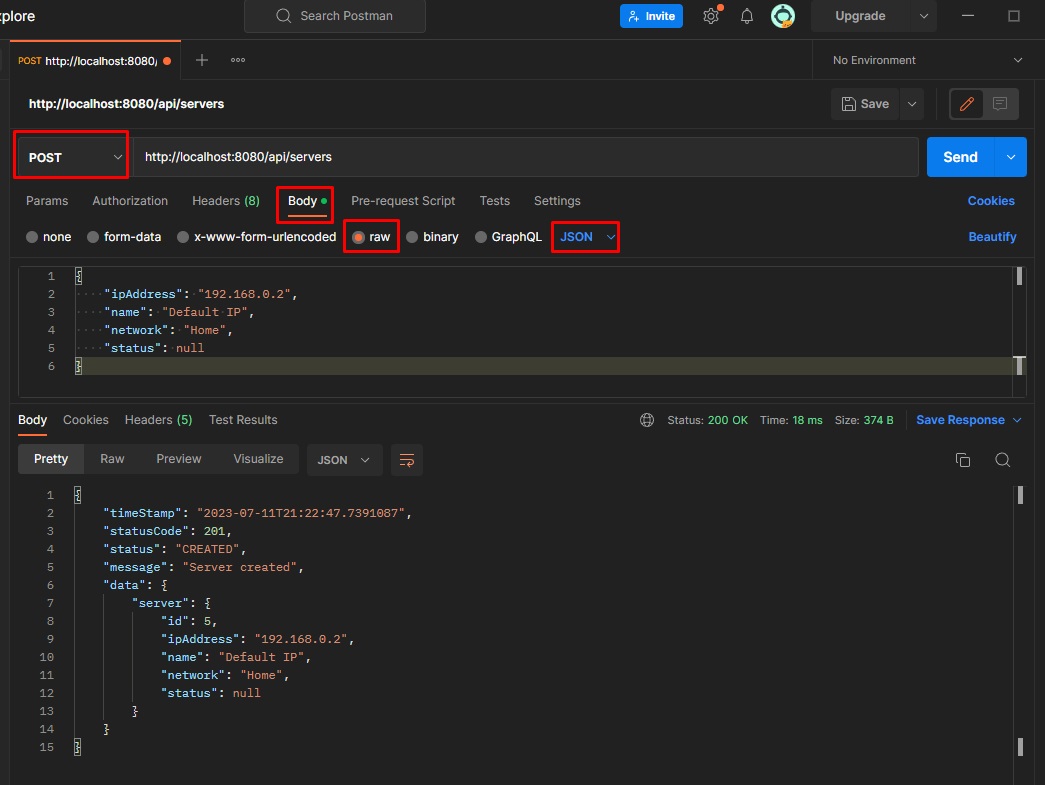 xplore
Search Postman
Invite
Upgrade
POST http://localhost:8080/
No Environment
http://localhost:8080/api/servers
Save
POST
http://localhost:8080/api/servers
Send
Params Authorization Headers (8) Body Pre-request Script Tests Settings Cookies
none form-data x-www-form-urlencoded raw binary GraphQL JSON Beautify
1 {
2 "ipAddress": "192.168.0.2",
3 "name": "Default IP",
4 "network": "Home",
5 "status": null
6 }
Body Cookies Headers (5) Test Results Status: 200 OK Time: 18 ms Size: 374 B Save Response
Pretty Raw Preview Visualize JSON
1 {
2 "timeStamp": "2023-07-11T21:22:47.7391087",
3 "statusCode": 201,
4 "status": "CREATED",
5 "message": "Server created",
6 "data": {
7 "server": {
8 "id": 5,
9 "ipAddress": "192.168.0.2",
10 "name": "Default IP",
11 "network": "Home",
12 "status": null
13 }
14 }
15 }